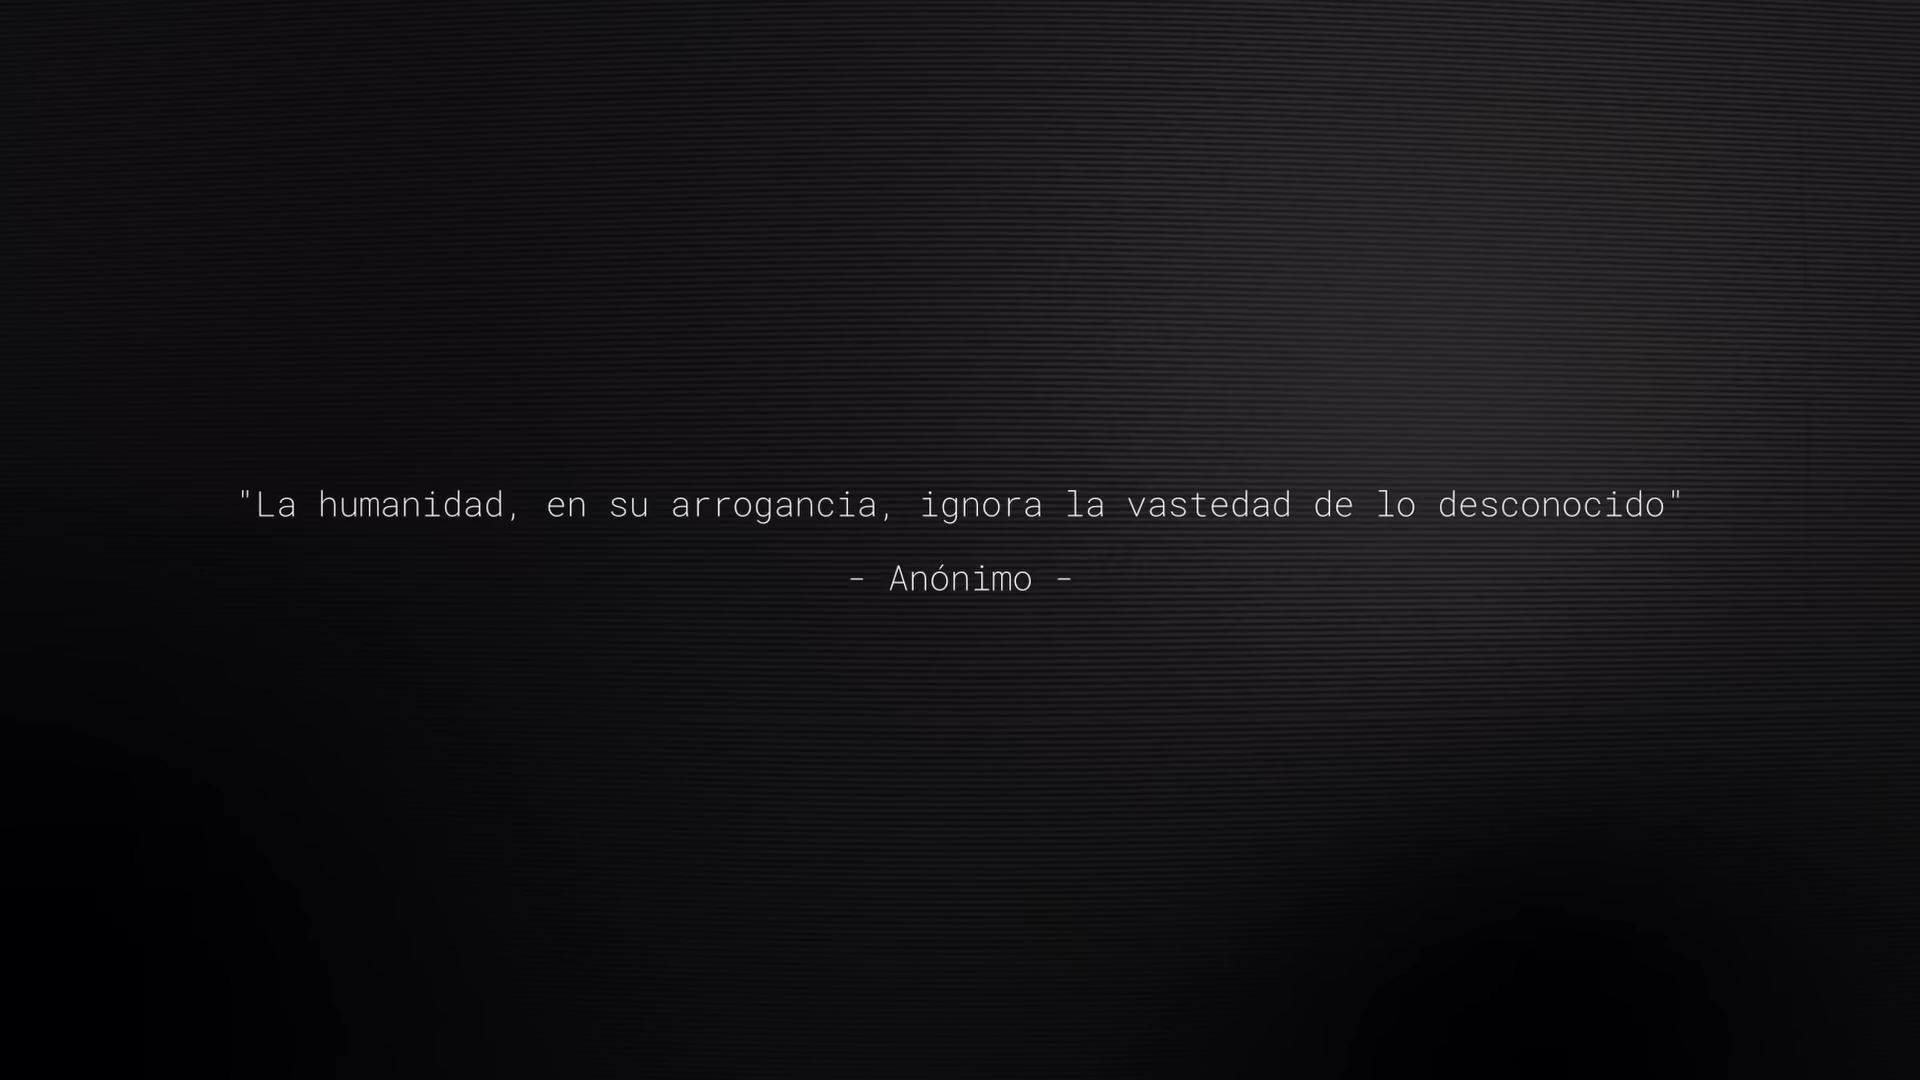 "La humanidad, en su arrogancia, ignora la vastedad de lo desconocido"
- Anónimo -